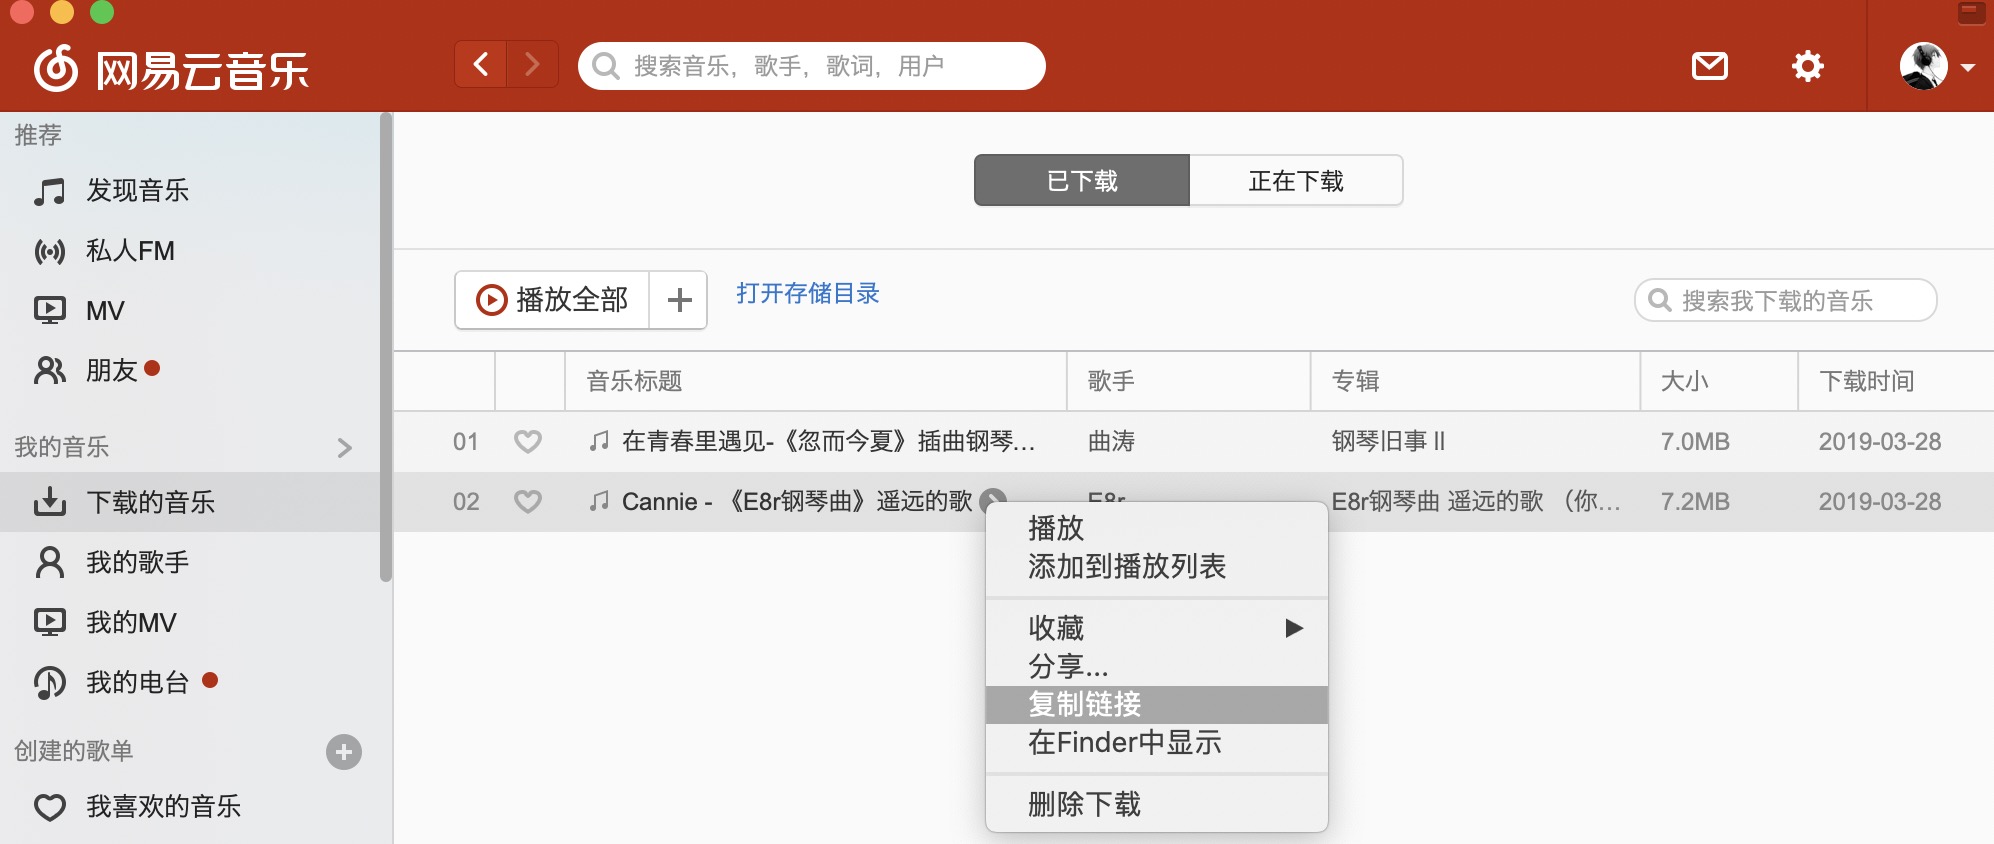 网易云音乐
搜索音乐，歌手，歌词，用户
推荐
发现音乐
私人FM
MV
朋友
我的音乐
下载的音乐
我的歌手
我的MV
我的电台
创建的歌单
我喜欢的音乐
已下载 正在下载
播放全部 打开存储目录 搜索我下载的音乐
音乐标题 歌手 专辑 大小 下载时间
01 在青春里遇见-《忽而今夏》插曲钢琴... 曲涛 钢琴旧事 II 7.0MB 2019-03-28
02 Cannie - 《E8r钢琴曲》遥远的歌 E8r E8r钢琴曲 遥远的歌 （你... 7.2MB 2019-03-28
播放
添加到播放列表
收藏
分享...
复制链接
在Finder中显示
删除下载